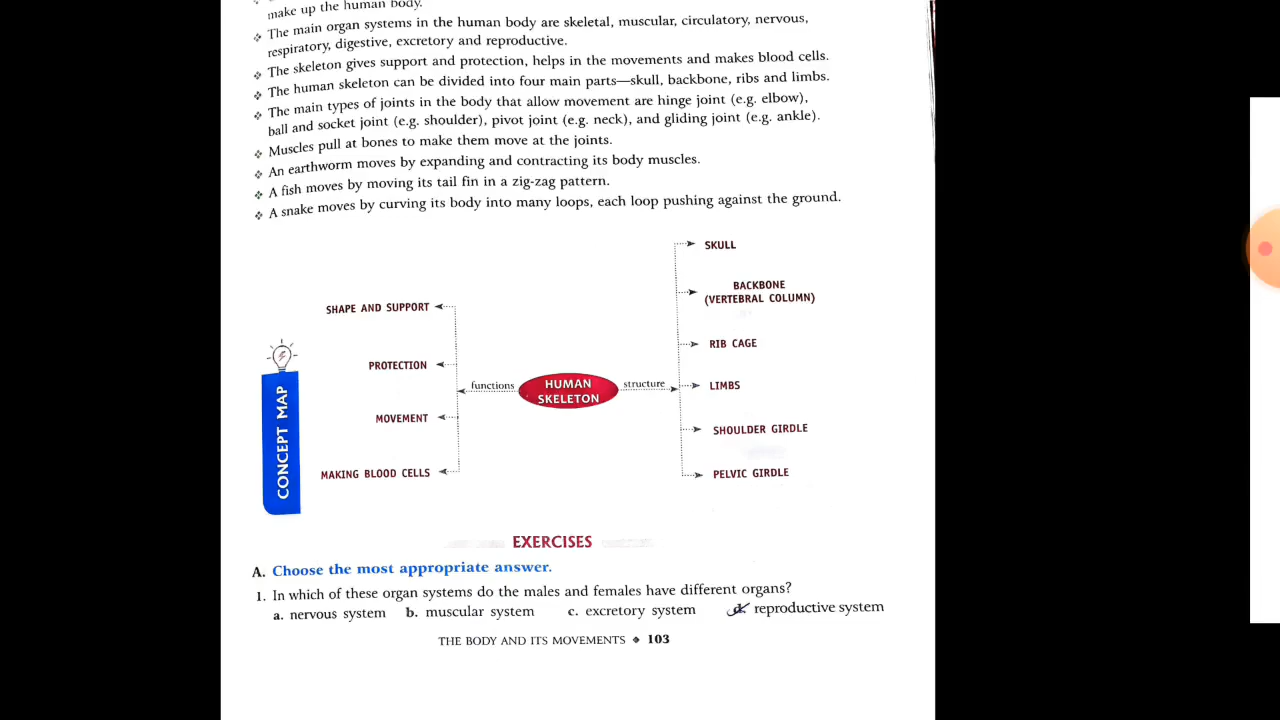 make up the human body.
❖ The main organ systems in the human body are skeletal, muscular, circulatory, nervous,
respiratory, digestive, excretory and reproductive.
❖ The skeleton gives support and protection, helps in the movements and makes blood cells.
❖ The human skeleton can be divided into four main parts—skull, backbone, ribs and limbs.
❖ The main types of joints in the body that allow movement are hinge joint (e.g. elbow),
ball and socket joint (e.g. shoulder), pivot joint (e.g. neck), and gliding joint (e.g. ankle).
❖ Muscles pull at bones to make them move at the joints.
❖ An earthworm moves by expanding and contracting its body muscles.
❖ A fish moves by moving its tail fin in a zig-zag pattern.
❖ A snake moves by curving its body into many loops, each loop pushing against the ground.
CONCEPT MAP
SHAPE AND SUPPORT
PROTECTION
MOVEMENT
MAKING BLOOD CELLS
functions
HUMAN
SKELETON
structure
SKULL
BACKBONE
(VERTEBRAL COLUMN)
RIB CAGE
LIMBS
SHOULDER GIRDLE
PELVIC GIRDLE
EXERCISES
A. Choose the most appropriate answer.
1. In which of these organ systems do the males and females have different organs?
a. nervous system b. muscular system c. excretory system d. reproductive system
THE BODY AND ITS MOVEMENTS ❖ 103